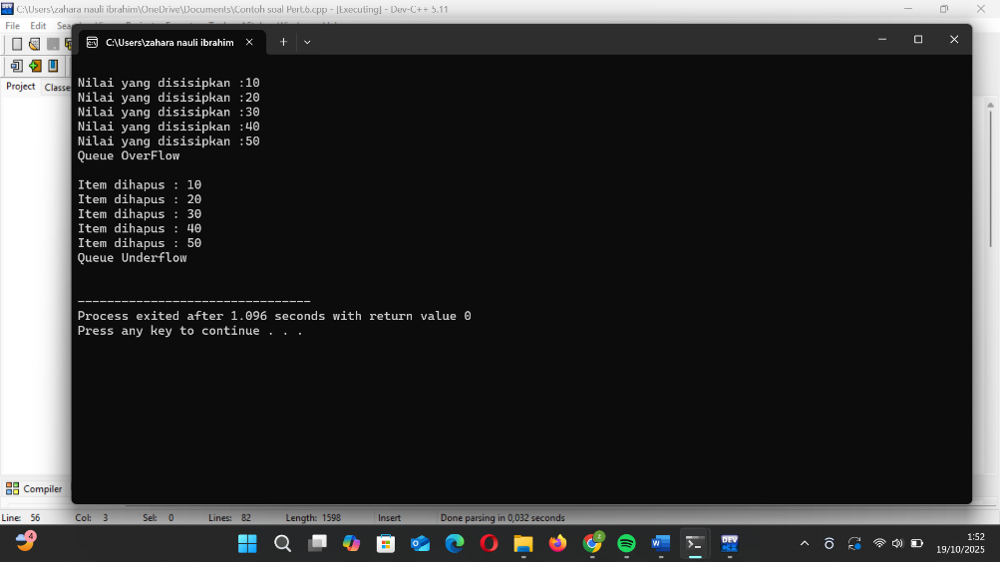 C:\Users\zahara nauli ibrahim\OneDrive\Documents\Contoh soal Pert.6.cpp - [Executing] - Dev-C++ 5.11
File Edit
C:\Users\zahara nauli ibrahim
Project Classe
Nilai yang disisipkan :10
Nilai yang disisipkan :20
Nilai yang disisipkan :30
Nilai yang disisipkan :40
Nilai yang disisipkan :50
Queue OverFlow
Item dihapus : 10
Item dihapus : 20
Item dihapus : 30
Item dihapus : 40
Item dihapus : 50
Queue Underflow
--------------------------------
Process exited after 1.096 seconds with return value 0
Press any key to continue . . .
Compiler
Line: 56 Col: 3 Sel: 0 Lines: 82 Length: 1598 Insert Done parsing in 0,032 seconds
4
2
DEV
1:52
19/10/2025